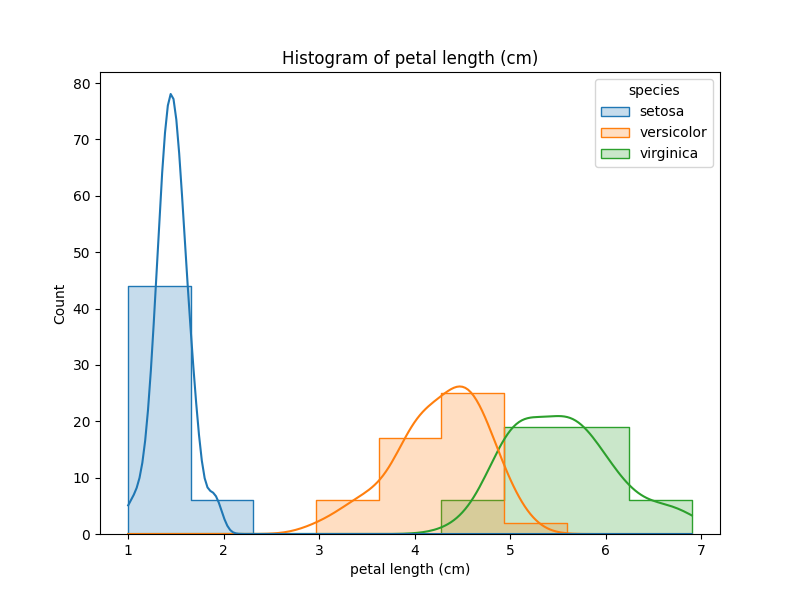 Histogram of petal length (cm)
species
setosa
versicolor
virginica
80
70
60
50
40
30
20
10
0
Count
1 2 3 4 5 6 7
petal length (cm)